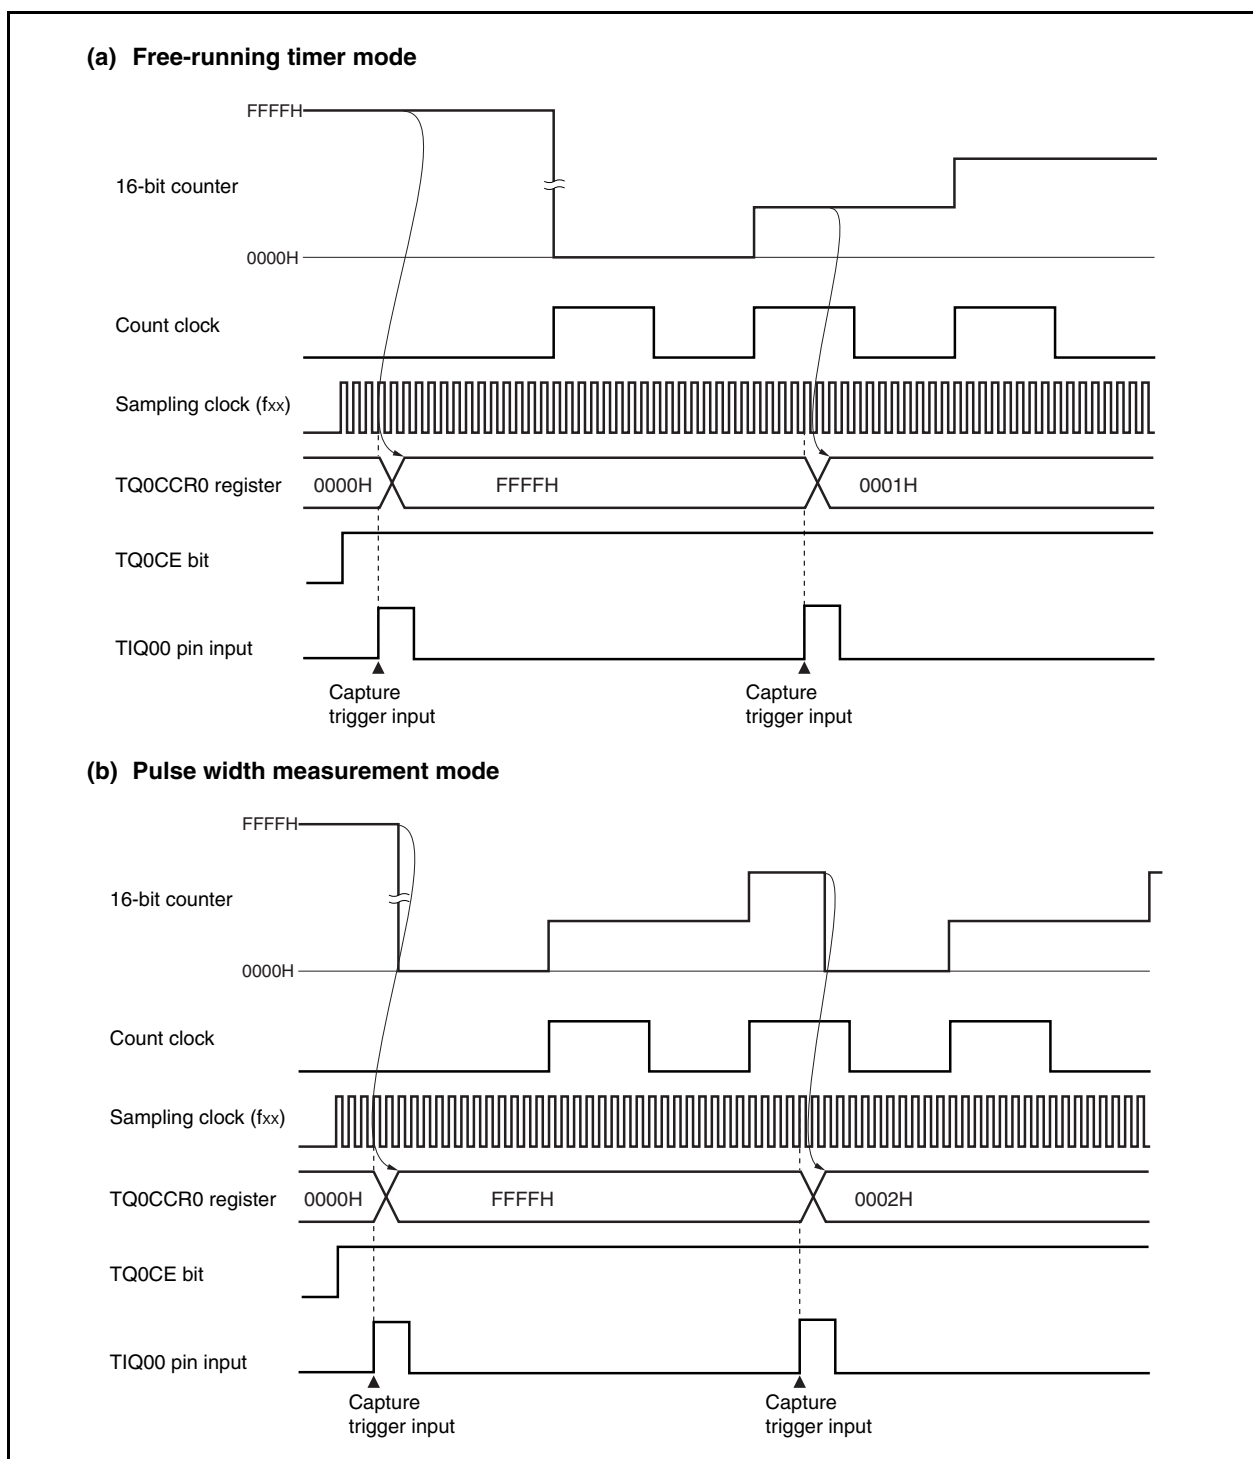 (a) Free-running timer mode
FFFFH
16-bit counter
0000H
Count clock
Sampling clock (fxx)
TQ0CCR0 register
0000H
FFFFH
0001H
TQ0CE bit
TIQ00 pin input
Capture
trigger input
Capture
trigger input
(b) Pulse width measurement mode
FFFFH
16-bit counter
0000H
Count clock
Sampling clock (fxx)
TQ0CCR0 register
0000H
FFFFH
0002H
TQ0CE bit
TIQ00 pin input
Capture
trigger input
Capture
trigger input